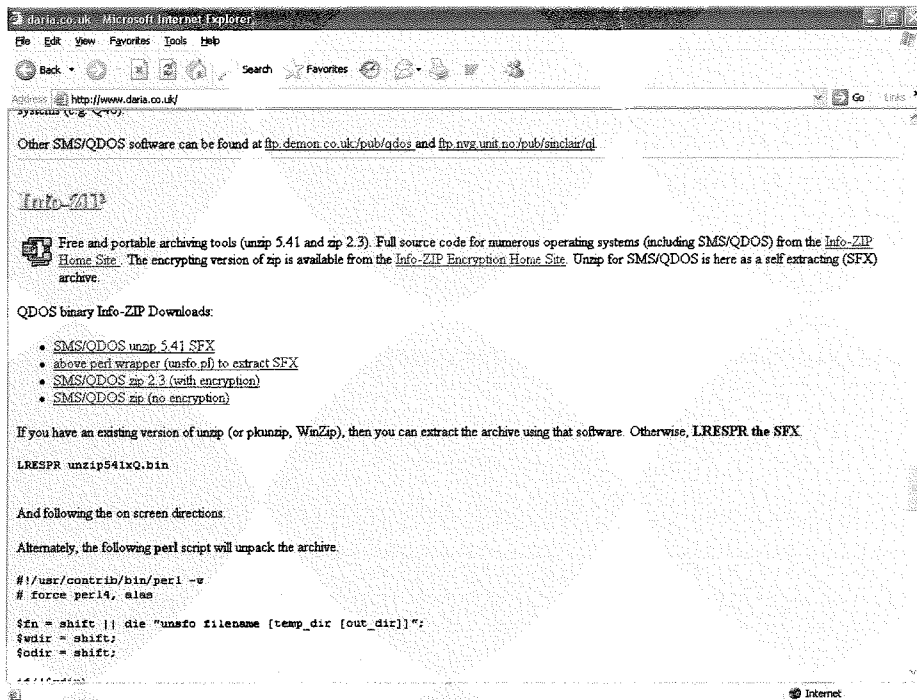 daria.co.uk - Microsoft Internet Explorer
File Edit View Favorites Tools Help
Back Search Favorites
Address http://www.daria.co.uk/ Go Links
systems (e.g. Q40).
Other SMS/QDOS software can be found at ftp.demon.co.uk:/pub/qdos and ftp.nvg.unit.no:/pub/sinclair/ql.
Info-ZIP
Free and portable archiving tools (unzip 5.41 and zip 2.3). Full source code for numerous operating systems (including SMS/QDOS) from the Info-ZIP
Home Site. The encrypting version of zip is available from the Info-ZIP Encryption Home Site. Unzip for SMS/QDOS is here as a self extracting (SFX)
archive.
QDOS binary Info-ZIP Downloads:
SMS/QDOS unzip 5.41 SFX
above perl wrapper (unsfo.pl) to extract SFX
SMS/QDOS zip 2.3 (with encryption)
SMS/QDOS zip (no encryption)
If you have an existing version of unzip (or pkunzip, WinZip), then you can extract the archive using that software. Otherwise, LRESPR the SFX.
LRESPR unzip541xQ.bin
And following the on screen directions.
Alternately, the following perl script will unpack the archive.
#!/usr/contrib/bin/perl -w
# force perl4, alas
$fn = shift || die "unsfo filename [temp_dir [out_dir]]";
$wdir = shift;
$odir = shift;
Internet